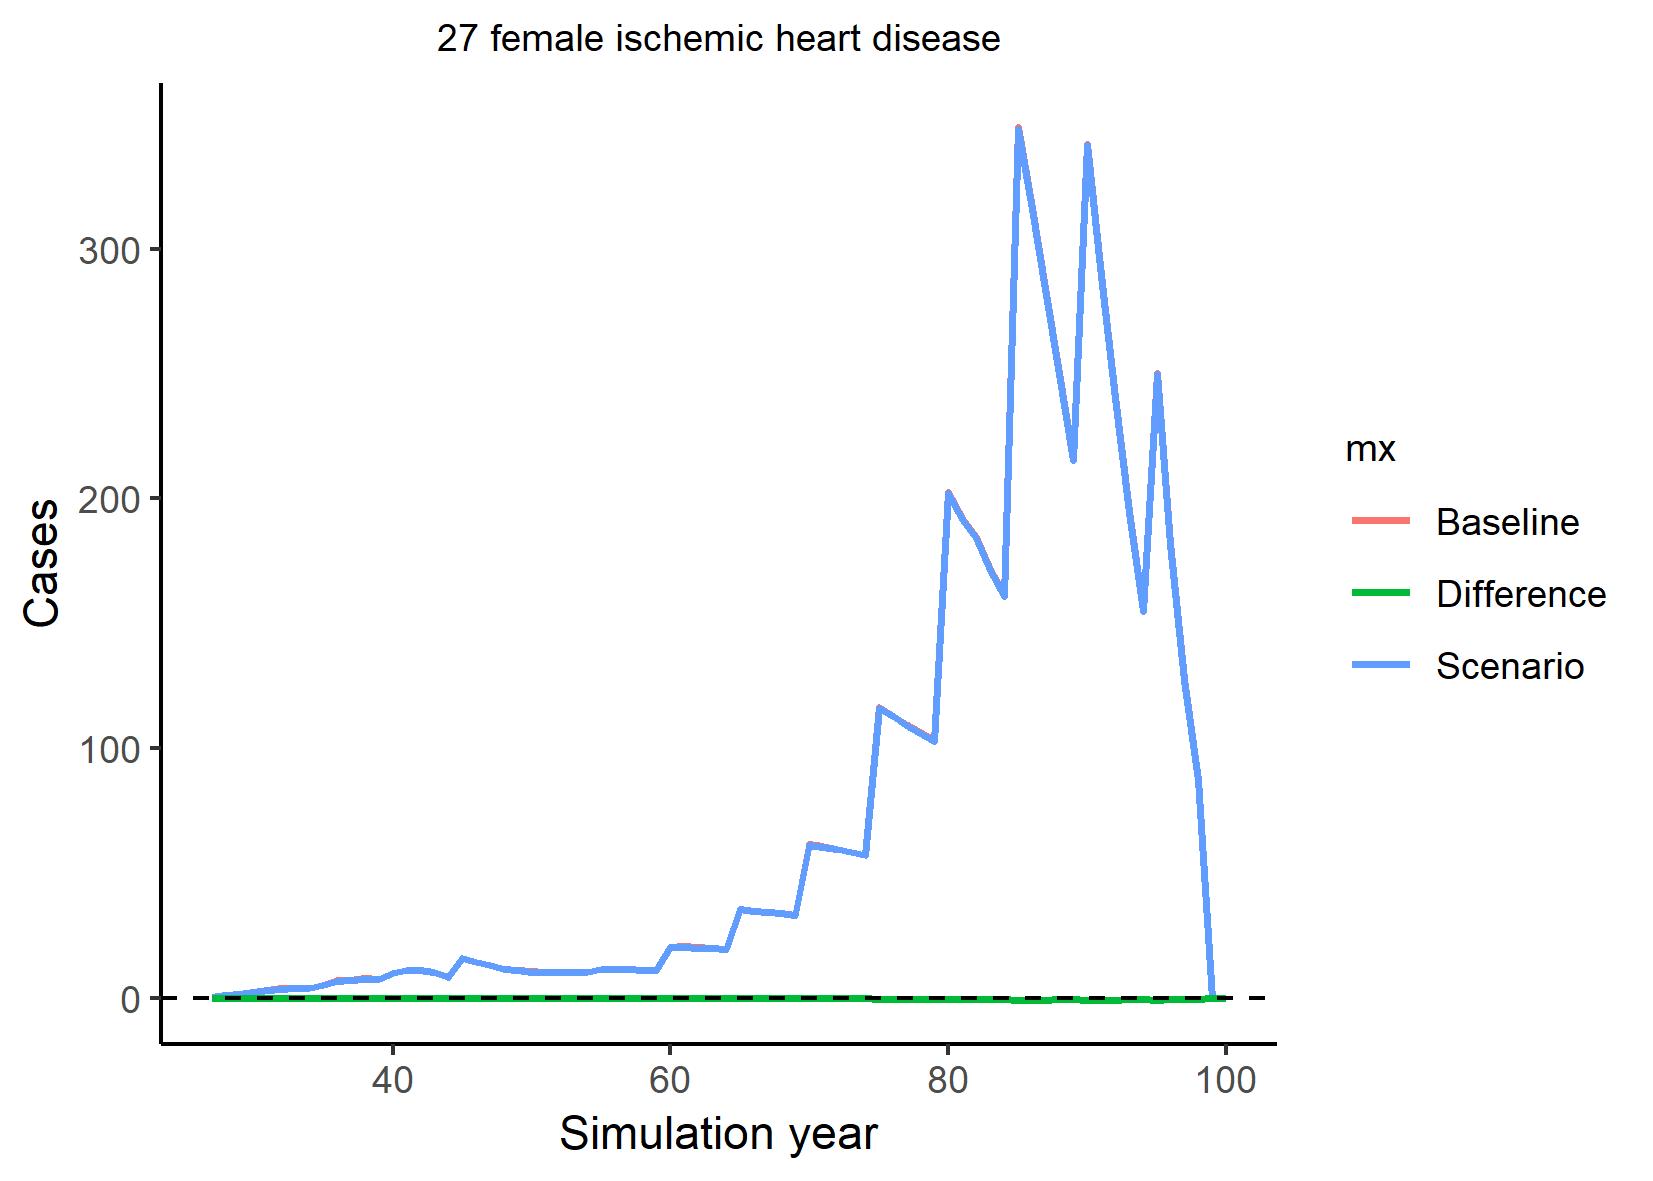 27 female ischemic heart disease
Cases
300
200
100
0
40 60 80 100
Simulation year
mx
Baseline
Difference
Scenario